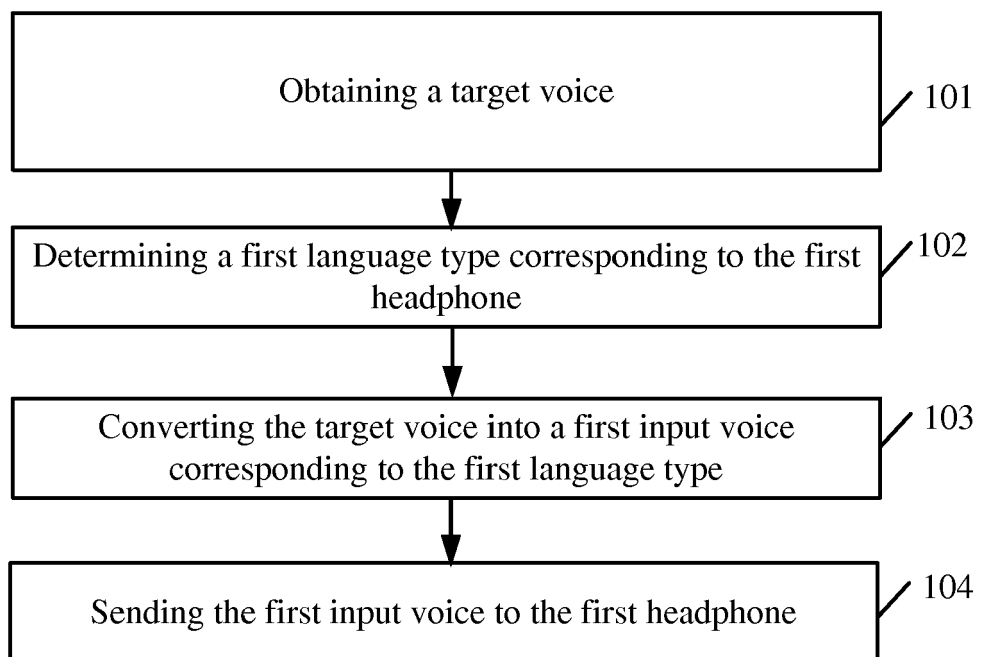 Obtaining a target voice
101
Determining a first language type corresponding to the first
headphone
102
Converting the target voice into a first input voice
corresponding to the first language type
103
Sending the first input voice to the first headphone
104